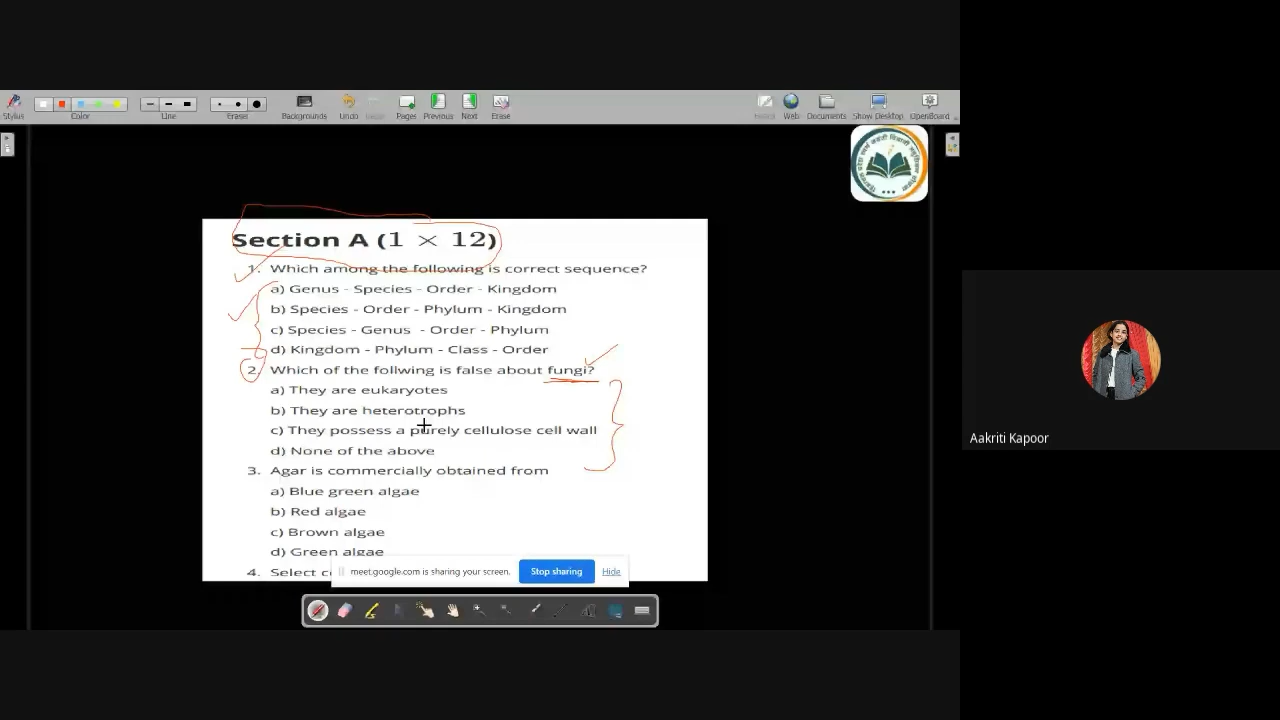 Stylus
Color
Line
Eraser
Backgrounds
Undo
Pages
Previous
Next
Erase
Web
Documents
Show Desktop
OpenBoard
Section A (1 × 12)
1. Which among the following is correct sequence?
a) Genus - Species - Order - Kingdom
b) Species - Order - Phylum - Kingdom
c) Species - Genus - Order - Phylum
d) Kingdom - Phylum - Class - Order
2. Which of the follwing is false about fungi?
a) They are eukaryotes
b) They are heterotrophs
c) They possess a purely cellulose cell wall
d) None of the above
3. Agar is commercially obtained from
a) Blue green algae
b) Red algae
c) Brown algae
d) Green algae
4. Select
meet.google.com is sharing your screen.
Stop sharing
Hide
Aakriti Kapoor